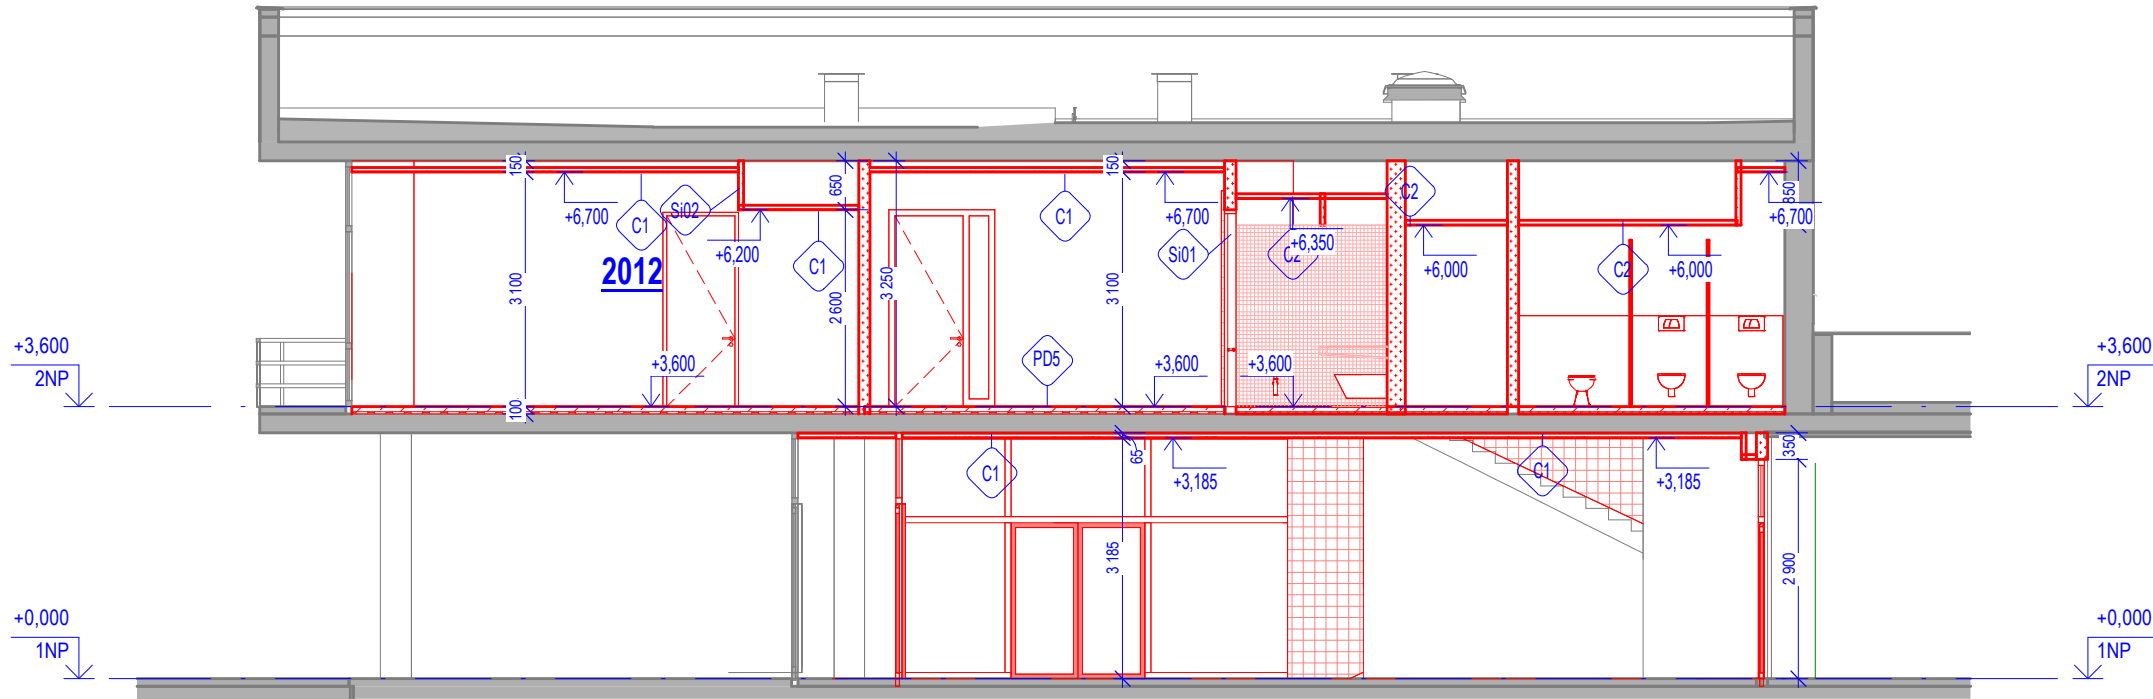 150
650
150
C2
850
+6,700
Si02
C1
+6,700
C1
+6,700
+6,200
C1
Si01
+6,350
C2
+6,000
C2
+6,000
2012
3 100
2 600
3 250
3 100
+3,600
2NP
+3,600
PD5
+3,600
+3,600
+3,600
2NP
100
65
350
C1
+3,185
C1
+3,185
3 185
2 900
+0,000
1NP
+0,000
1NP